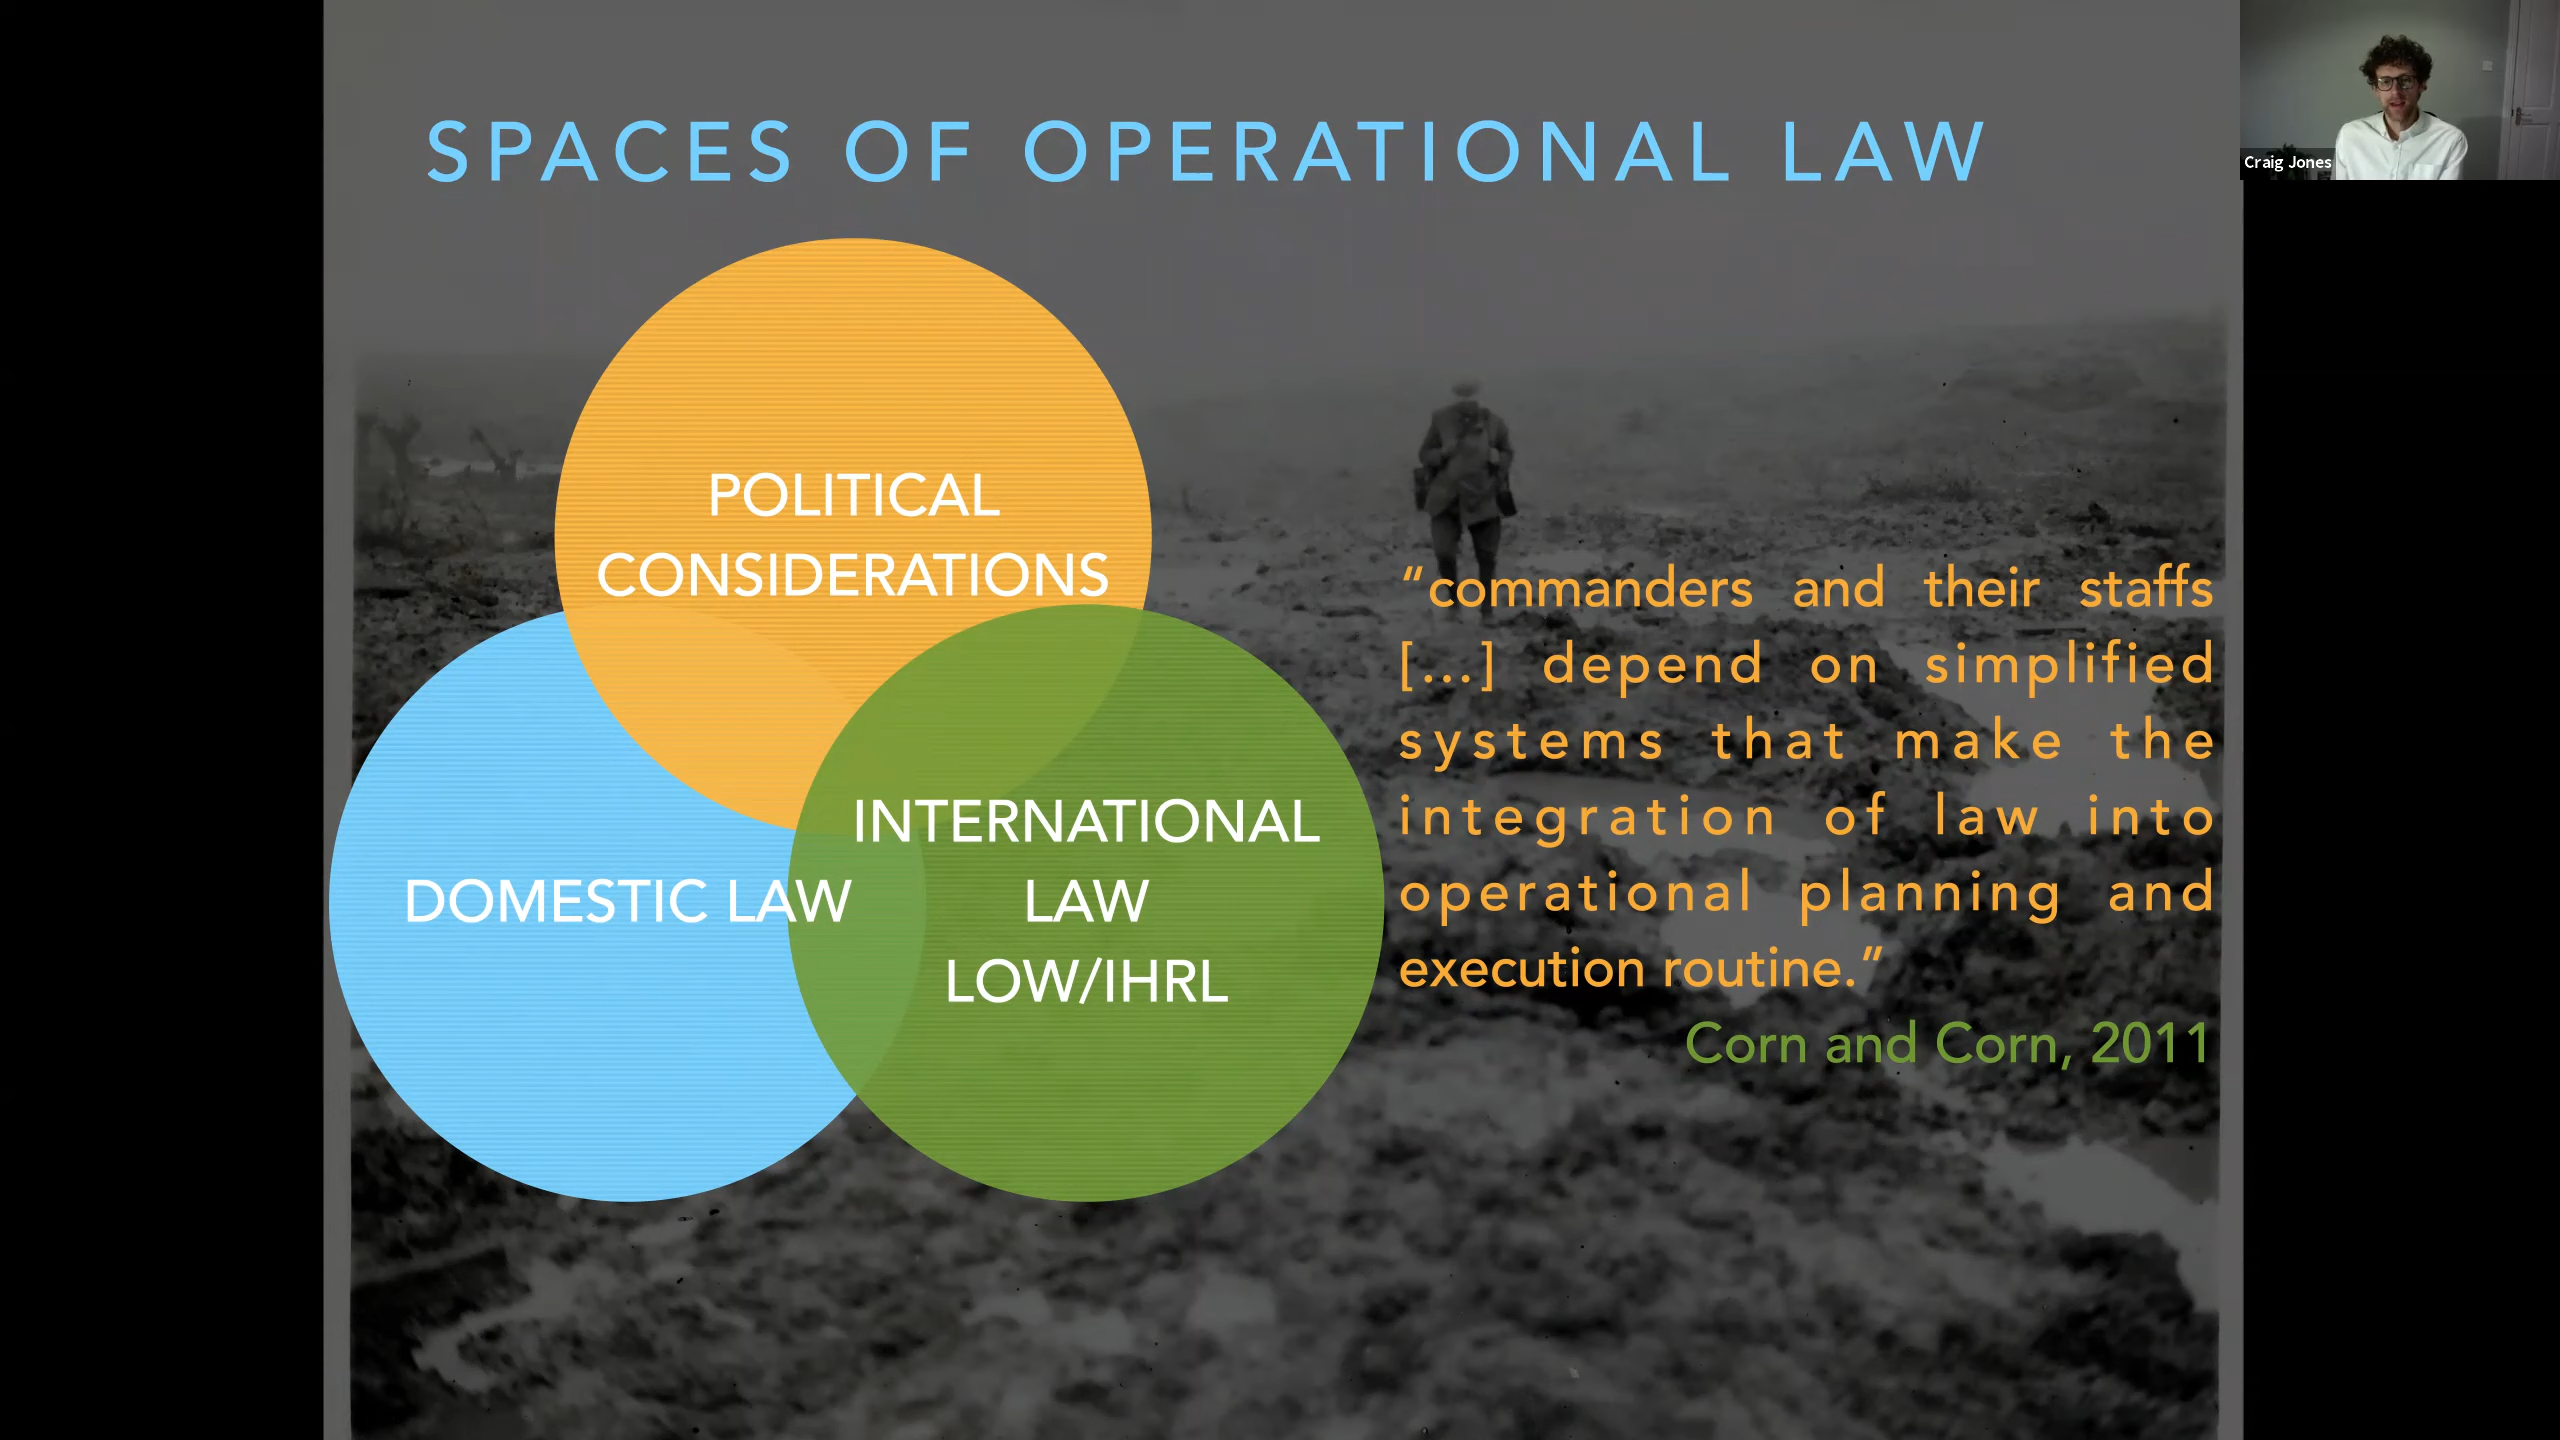 SPACES OF OPERATIONAL LAW
Craig Jones
POLITICAL
CONSIDERATIONS
DOMESTIC LAW
INTERNATIONAL
LAW
LOW/IHRL
“commanders and their staffs
[…] depend on simplified
systems that make the
integration of law into
operational planning and
execution routine.”
Corn and Corn, 2011